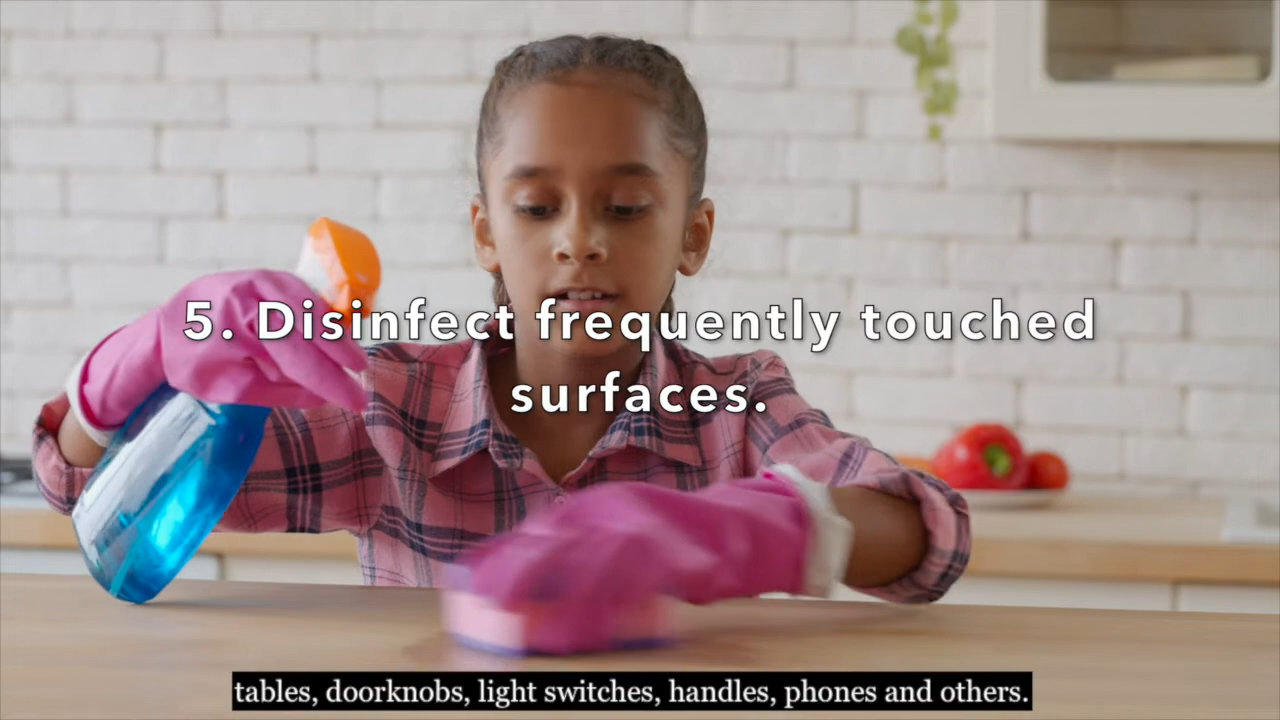 5. Disinfect frequently touched
surfaces.
tables, doorknobs, light switches, handles, phones and others.